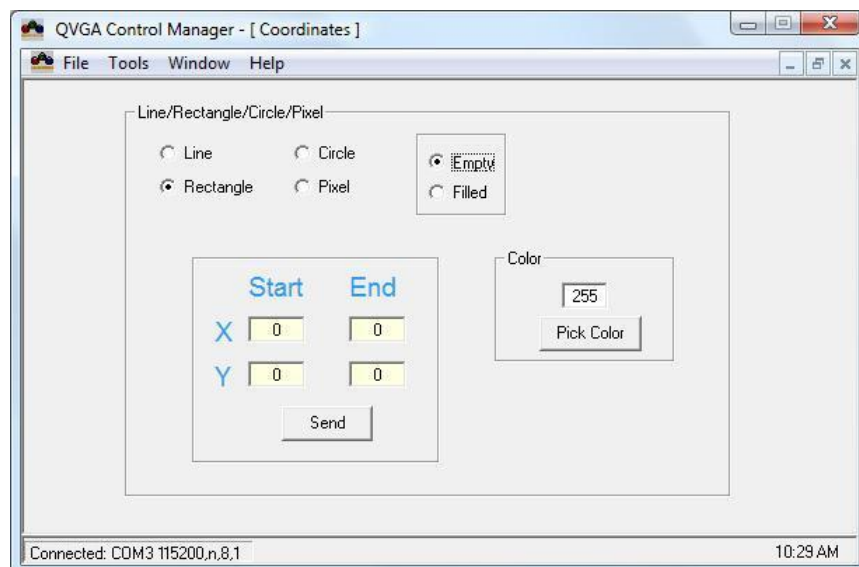 QVGA Control Manager - [ Coordinates ]
File Tools Window Help
Line/Rectangle/Circle/Pixel
Line Circle
Rectangle Pixel
Empty
Filled
Start End
X 0 0
Y 0 0
Send
Color
255
Pick Color
Connected: COM3 115200,n,8,1 10:29 AM